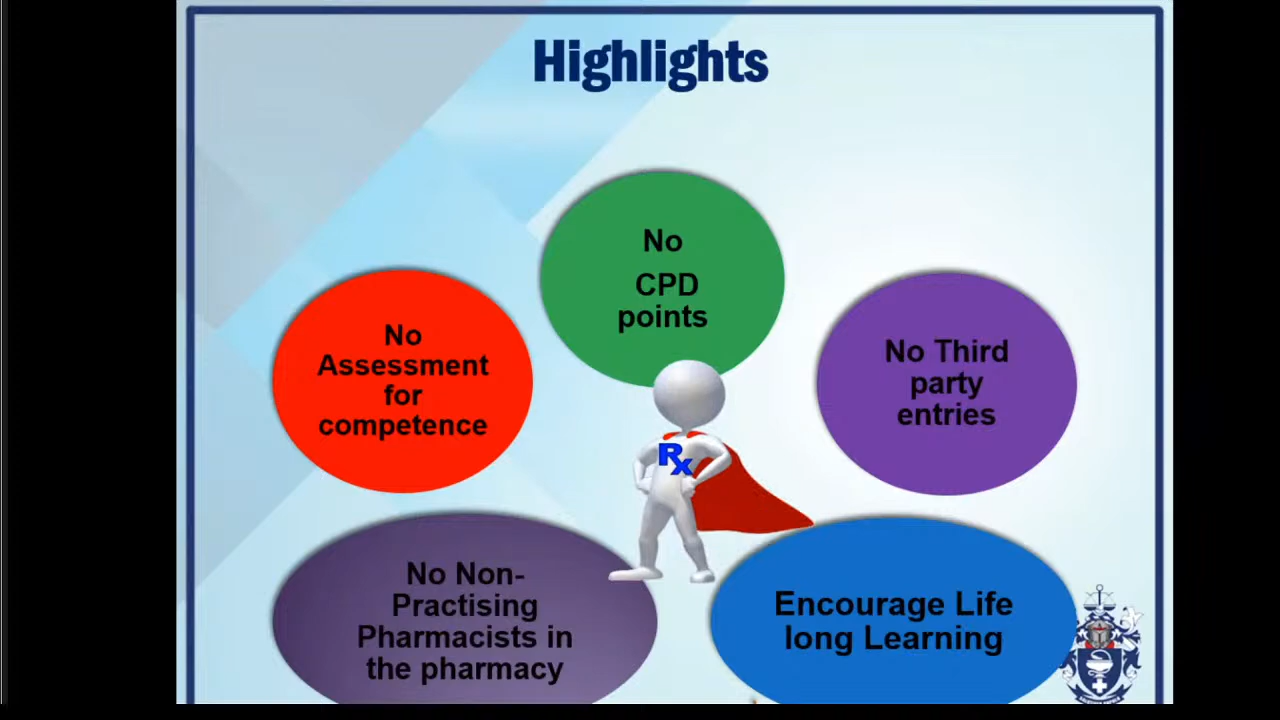 Highlights
No
CPD
points
No
Assessment
for
competence
No Third
party
entries
Rx
No Non-
Practising
Pharmacists in
the pharmacy
Encourage Life
long Learning